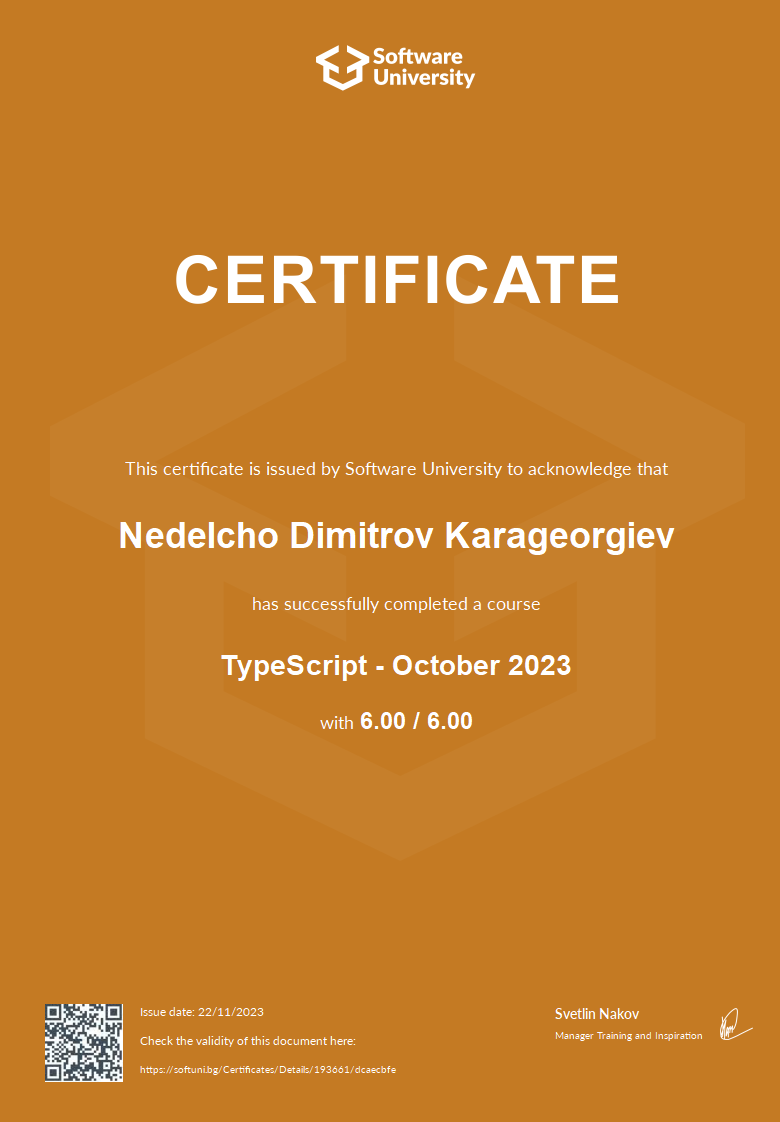 Software
University
CERTIFICATE
This certificate is issued by Software University to acknowledge that
Nedelcho Dimitrov Karageorgiev
has successfully completed a course
TypeScript - October 2023
with 6.00 / 6.00
Issue date: 22/11/2023
Check the validity of this document here:
https://softuni.bg/Certificates/Details/193661/dcaecbfe
Svetlin Nakov
Manager Training and Inspiration